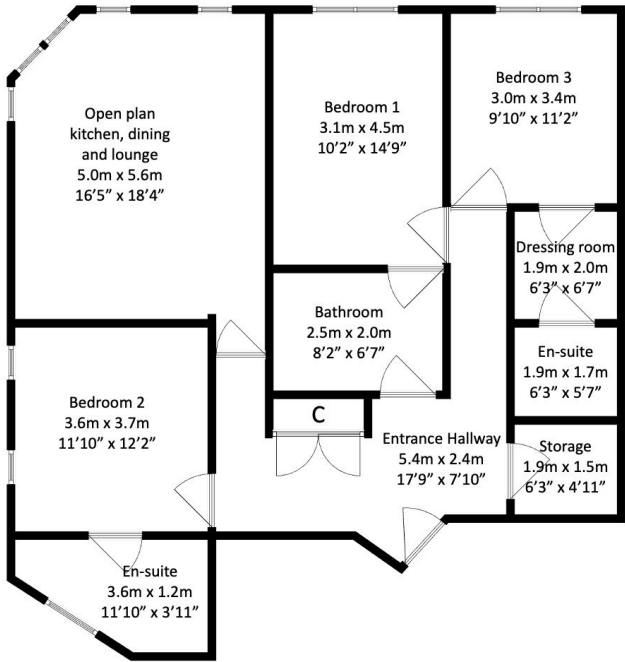 Open plan
kitchen, dining
and lounge
5.0m x 5.6m
16’5” x 18’4”
Bedroom 1
3.1m x 4.5m
10’2” x 14’9”
Bedroom 3
3.0m x 3.4m
9’10” x 11’2”
Dressing room
1.9m x 2.0m
6’3” x 6’7”
Bathroom
2.5m x 2.0m
8’2” x 6’7”
En-suite
1.9m x 1.7m
6’3” x 5’7”
Bedroom 2
3.6m x 3.7m
11’10” x 12’2”
C
Entrance Hallway
5.4m x 2.4m
17’9” x 7’10”
Storage
1.9m x 1.5m
6’3” x 4’11”
En-suite
3.6m x 1.2m
11’10” x 3’11”